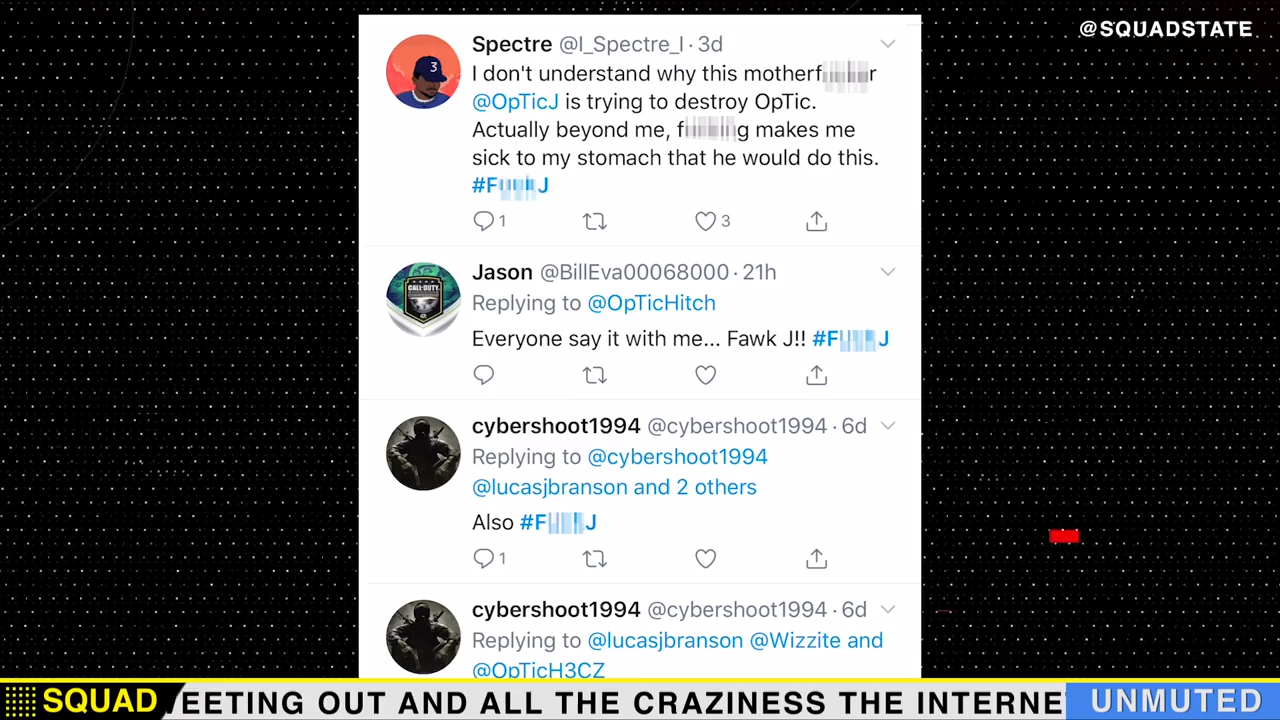 @SQUADSTATE
Spectre @I_Spectre_I · 3d
I don't understand why this motherf r
@OpTicJ is trying to destroy OpTic.
Actually beyond me, f g makes me
sick to my stomach that he would do this.
#F J
1 3
Jason @BillEva00068000 · 21h
Replying to @OpTicHitch
Everyone say it with me... Fawk J!! #F J
CALL OF DUTY
cybershoot1994 @cybershoot1994 · 6d
Replying to @cybershoot1994
@lucasjbranson and 2 others
Also #F J
1
cybershoot1994 @cybershoot1994 · 6d
Replying to @lucasjbranson @Wizzite and
@OpTicH3CZ
SQUAD EETING OUT AND ALL THE CRAZINESS THE INTERNE UNMUTED